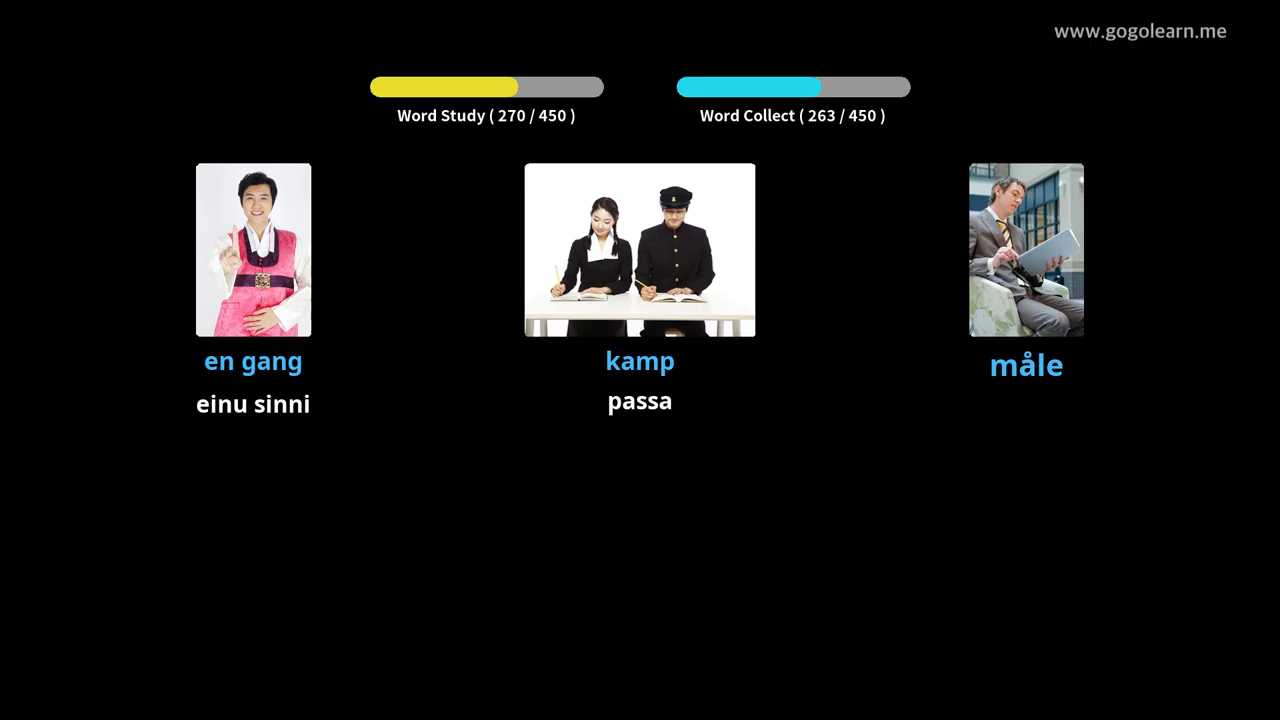 www.gogolearn.me
Word Study ( 270 / 450 )
Word Collect ( 263 / 450 )
en gang
kamp
måle
einu sinni
passa